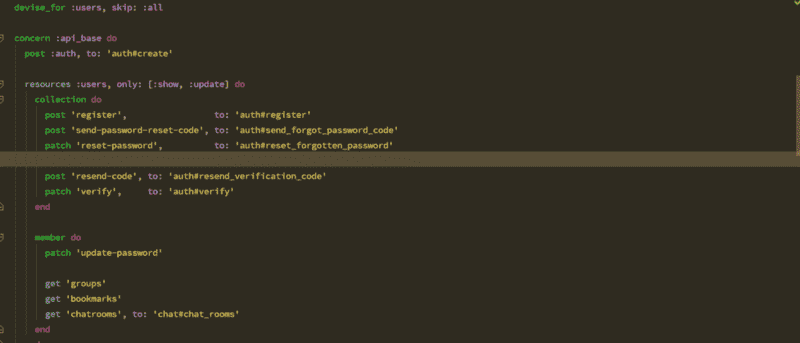 devise_for :users, skip: :all
concern :api_base do
post :auth, to: 'auth#create'
resources :users, only: [:show, :update] do
collection do
post 'register', to: 'auth#register'
post 'send-password-reset-code', to: 'auth#send_forgot_password_code'
patch 'reset-password', to: 'auth#reset_forgotten_password'
post 'resend-code', to: 'auth#resend_verification_code'
patch 'verify', to: 'auth#verify'
end
member do
patch 'update-password'
get 'groups'
get 'bookmarks'
get 'chatrooms', to: 'chat#chat_rooms'
end